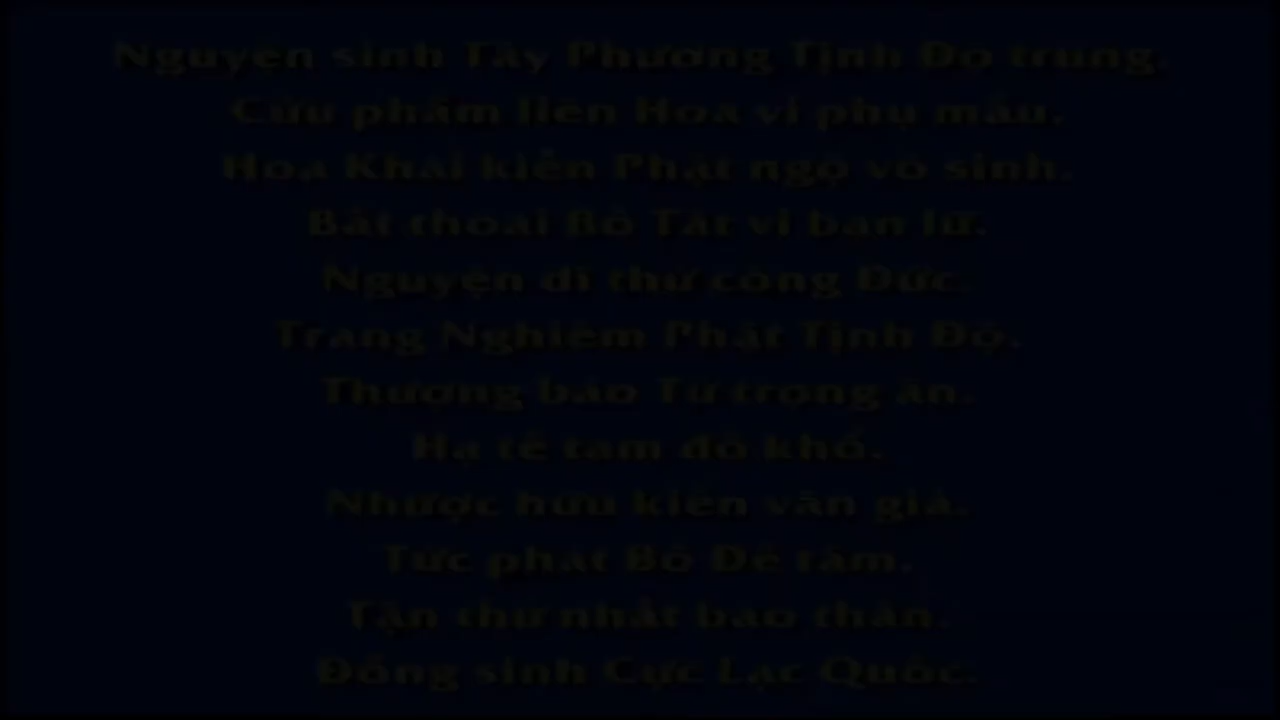 Nguyện sinh Tây Phương Tịnh Độ trung.
Cửu phẩm liên Hoa vi phụ mẫu.
Hoa Khai kiến Phật ngộ vô sinh.
Bất thoái Bồ Tát vi bạn lữ.
Nguyện dĩ thử công Đức.
Trang Nghiêm Phật Tịnh Độ.
Thượng báo Tứ trọng ân.
Hạ tế tam đồ khổ.
Nhược hữu kiến văn giả.
Tức phát Bồ Đề tâm.
Tận thử nhất báo thân.
Đồng sinh Cực Lạc Quốc.